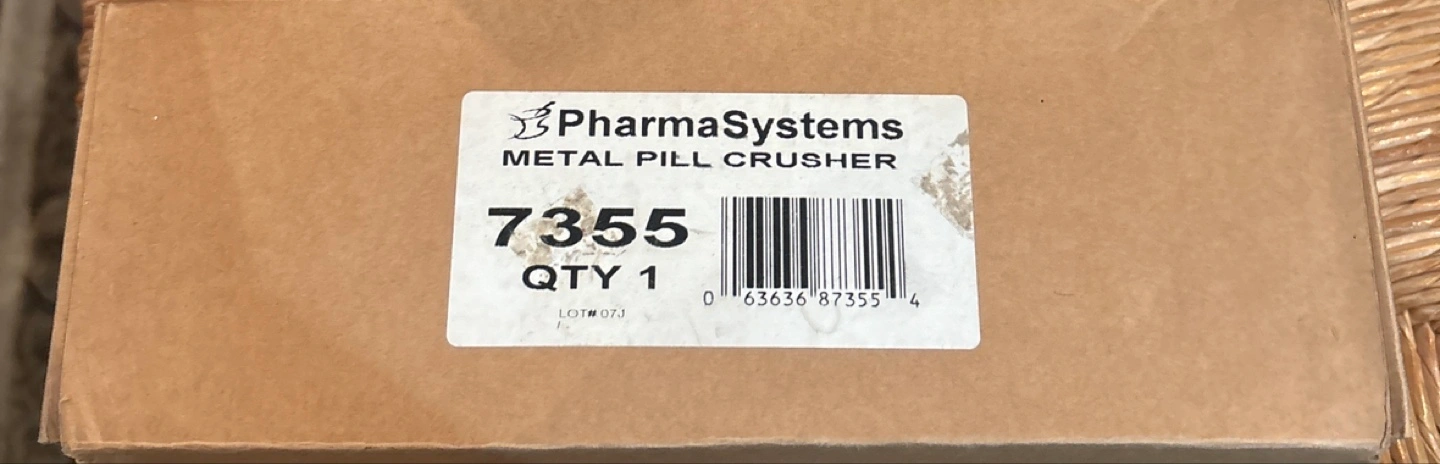 PharmaSystems
METAL PILL CRUSHER
7355
QTY 1
0 63636 87355 4
LOT# 07J